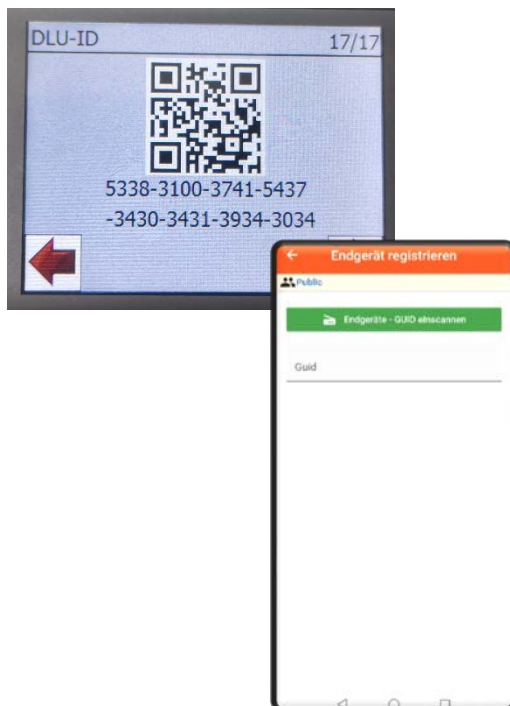 DLU-ID 17/17
5338-3100-3741-5437
-3430-3431-3934-3034
Endgerät registrieren
Public
Endgeräte - GUID einscannen
Guid